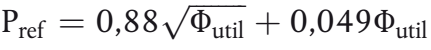 P_ref = 0,88√Φ_util + 0,049Φ_util